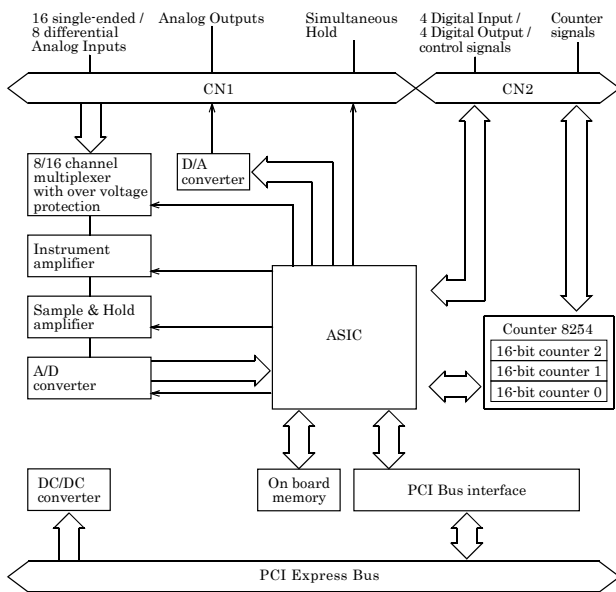 16 single-ended /
8 differential
Analog Inputs
Analog Outputs
Simultaneous
Hold
4 Digital Input /
4 Digital Output /
control signals
Counter
signals
CN1
CN2
8/16 channel
multiplexer
with over voltage
protection
D/A
converter
Instrument
amplifier
Sample & Hold
amplifier
A/D
converter
ASIC
Counter 8254
16-bit counter 2
16-bit counter 1
16-bit counter 0
DC/DC
converter
On board
memory
PCI Bus interface
PCI Express Bus